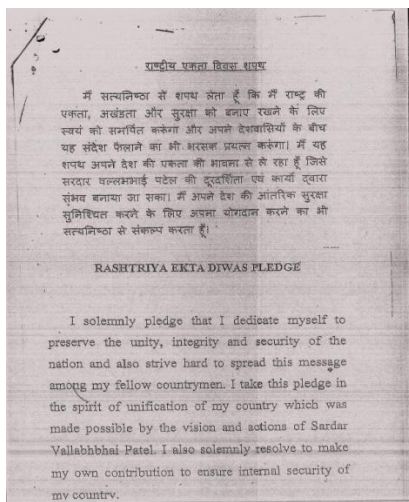 राष्ट्रीय एकता दिवस शपथ
मैं सत्यनिष्ठा से शपथ लेता हूँ कि मैं राष्ट्र की
एकता, अखंडता और सुरक्षा को बनाए रखने के लिए
स्वयं को समर्पित करूंगा और अपने देशवासियों के बीच
यह संदेश फैलाने का भी भरसक प्रयत्न करूंगा। मैं यह
शपथ अपने देश की एकता की भावना से ले रहा हूँ जिसे
सरदार वल्लभभाई पटेल की दूरदर्शिता एवं कार्यों द्वारा
संभव बनाया जा सका। मैं अपने देश की आंतरिक सुरक्षा
सुनिश्चित करने के लिए अपना योगदान करने का भी
सत्यनिष्ठा से संकल्प करता हूँ।
RASHTRIYA EKTA DIWAS PLEDGE
I solemnly pledge that I dedicate myself to
preserve the unity, integrity and security of the
nation and also strive hard to spread this message
among my fellow countrymen. I take this pledge in
the spirit of unification of my country which was
made possible by the vision and actions of Sardar
Vallabhbhai Patel. I also solemnly resolve to make
my own contribution to ensure internal security of
my country.